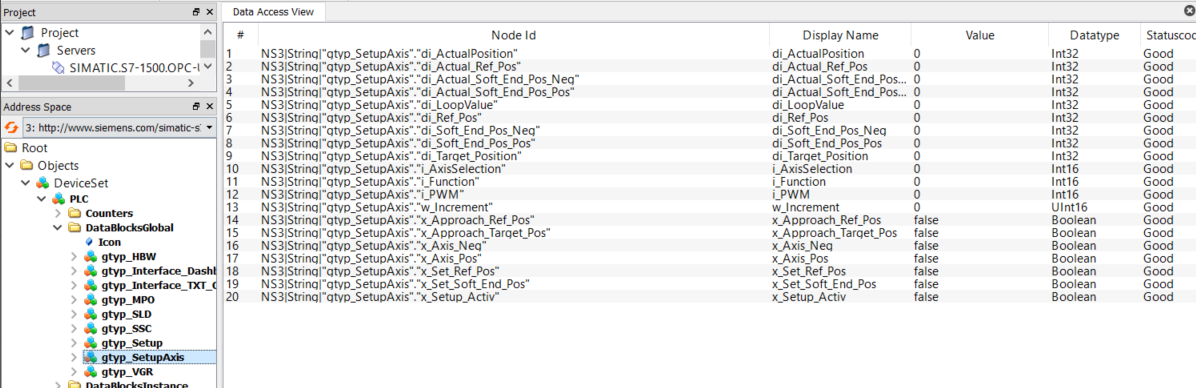 Project
Project
Servers
SIMATIC.S7-1500.OPC-U
Address Space
3: http://www.siemens.com/simatic-s
Root
Objects
DeviceSet
PLC
Counters
DataBlocksGlobal
Icon
gtyp_HBW
gtyp_Interface_Dashb
gtyp_Interface_TXT_C
gtyp_MPO
gtyp_SLD
gtyp_SSC
gtyp_Setup
gtyp_SetupAxis
gtyp_VGR
DataBlocksInstance
Data Access View
# Node Id Display Name Value Datatype Statuscod
1 NS3|String|"gtyp_SetupAxis"."di_ActualPosition" di_ActualPosition 0 Int32 Good
2 NS3|String|"gtyp_SetupAxis"."di_Actual_Ref_Pos" di_Actual_Ref_Pos 0 Int32 Good
3 NS3|String|"gtyp_SetupAxis"."di_Actual_Soft_End_Pos_Neg" di_Actual_Soft_End_Pos... 0 Int32 Good
4 NS3|String|"gtyp_SetupAxis"."di_Actual_Soft_End_Pos_Pos" di_Actual_Soft_End_Pos... 0 Int32 Good
5 NS3|String|"gtyp_SetupAxis"."di_LoopValue" di_LoopValue 0 Int32 Good
6 NS3|String|"gtyp_SetupAxis"."di_Ref_Pos" di_Ref_Pos 0 Int32 Good
7 NS3|String|"gtyp_SetupAxis"."di_Soft_End_Pos_Neg" di_Soft_End_Pos_Neg 0 Int32 Good
8 NS3|String|"gtyp_SetupAxis"."di_Soft_End_Pos_Pos" di_Soft_End_Pos_Pos 0 Int32 Good
9 NS3|String|"gtyp_SetupAxis"."di_Target_Position" di_Target_Position 0 Int32 Good
10 NS3|String|"gtyp_SetupAxis"."i_AxisSelection" i_AxisSelection 0 Int16 Good
11 NS3|String|"gtyp_SetupAxis"."i_Function" i_Function 0 Int16 Good
12 NS3|String|"gtyp_SetupAxis"."i_PWM" i_PWM 0 Int16 Good
13 NS3|String|"gtyp_SetupAxis"."w_Increment" w_Increment 0 UInt16 Good
14 NS3|String|"gtyp_SetupAxis"."x_Approach_Ref_Pos" x_Approach_Ref_Pos false Boolean Good
15 NS3|String|"gtyp_SetupAxis"."x_Approach_Target_Pos" x_Approach_Target_Pos false Boolean Good
16 NS3|String|"gtyp_SetupAxis"."x_Axis_Neg" x_Axis_Neg false Boolean Good
17 NS3|String|"gtyp_SetupAxis"."x_Axis_Pos" x_Axis_Pos false Boolean Good
18 NS3|String|"gtyp_SetupAxis"."x_Set_Ref_Pos" x_Set_Ref_Pos false Boolean Good
19 NS3|String|"gtyp_SetupAxis"."x_Set_Soft_End_Pos" x_Set_Soft_End_Pos false Boolean Good
20 NS3|String|"gtyp_SetupAxis"."x_Setup_Activ" x_Setup_Activ false Boolean Good